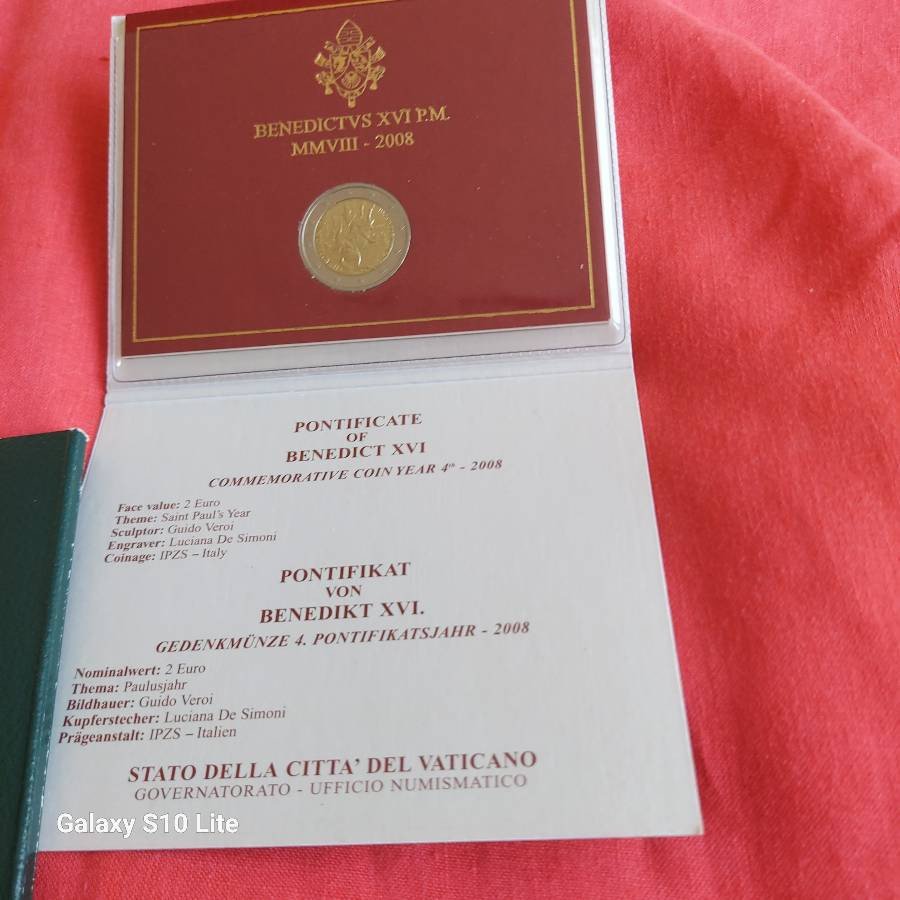 BENEDICTVS XVI P.M.
MMVIII - 2008
PONTIFICATE
OF
BENEDICT XVI
COMMEMORATIVE COIN YEAR 4th - 2008
Face value: 2 Euro
Theme: Saint Paul's Year
Sculptor: Guido Veroi
Engraver: Luciana De Simoni
Coinage: IPZS – Italy
PONTIFIKAT
VON
BENEDIKT XVI.
GEDENKMÜNZE 4. PONTIFIKATSJAHR - 2008
Nominalwert: 2 Euro
Thema: Paulusjahr
Bildhauer: Guido Veroi
Kupferstecher: Luciana De Simoni
Prägeanstalt: IPZS – Italien
STATO DELLA CITTA' DEL VATICANO
GOVERNATORATO - UFFICIO NUMISMATICO
Galaxy S10 Lite